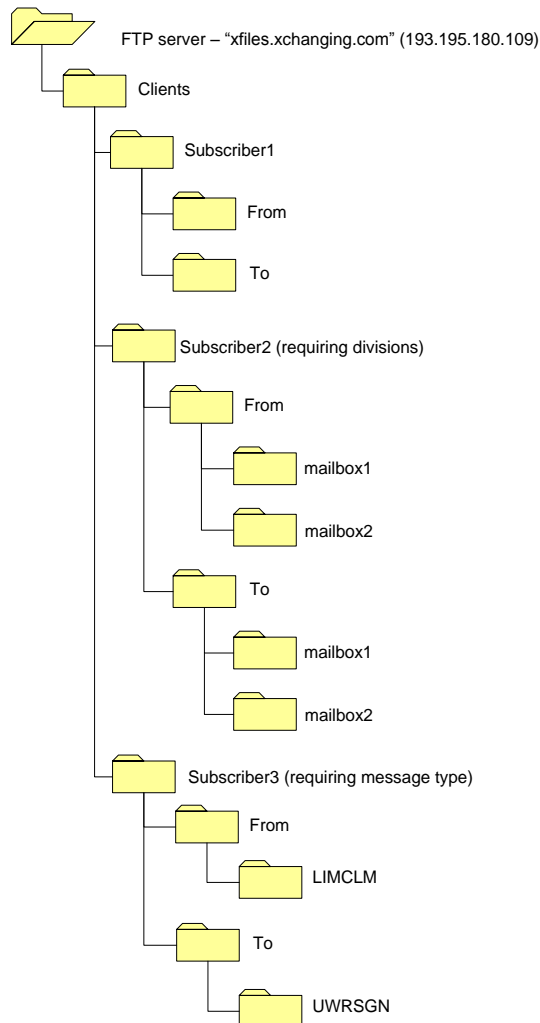 FTP server – “xfiles.xchanging.com” (193.195.180.109)
Clients
Subscriber1
From
To
Subscriber2 (requiring divisions)
From
mailbox1
mailbox2
To
mailbox1
mailbox2
Subscriber3 (requiring message type)
From
LIMCLM
To
UWRSGN